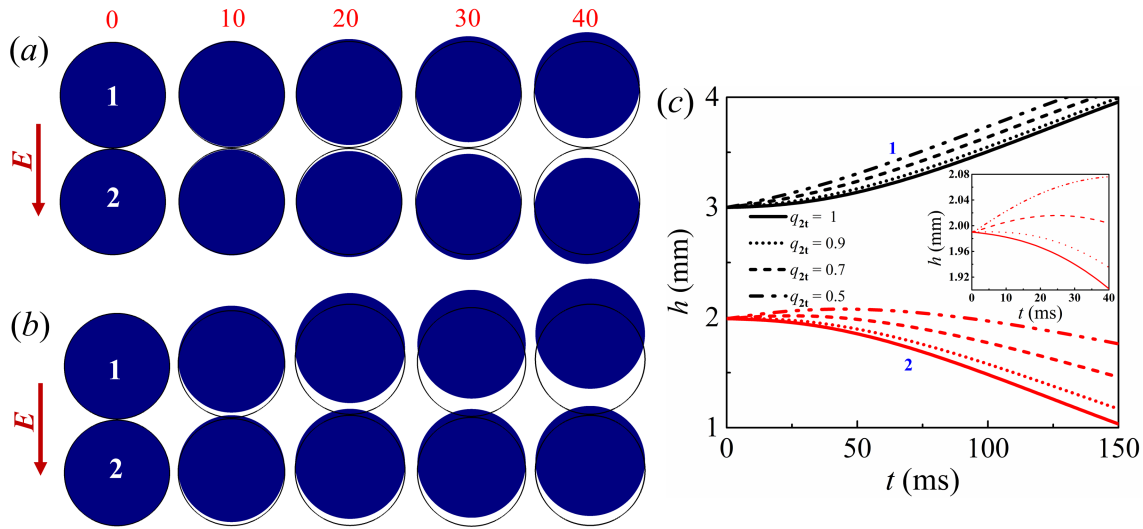 0 10 20 30 40
(a)
1
E
2
(b)
1
E
2
(c)
4
3
2
1
h (mm)
0 50 100 150
t (ms)
1
q2t = 1
q2t = 0.9
q2t = 0.7
q2t = 0.5
2
2.08
2.04
2.00
1.96
1.92
h (mm)
0 10 20 30 40
t (ms)